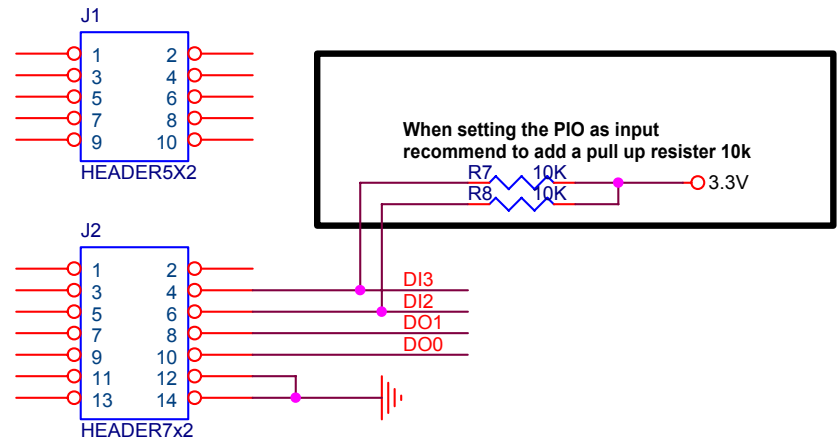 J1
1 2
3 4
5 6
7 8
9 10
HEADER5X2
When setting the PIO as input
recommend to add a pull up resister 10k
R7 10K
R8 10K
3.3V
J2
1 2
3 4 DI3
5 6 DI2
7 8 DO1
9 10 DO0
11 12
13 14
HEADER7x2